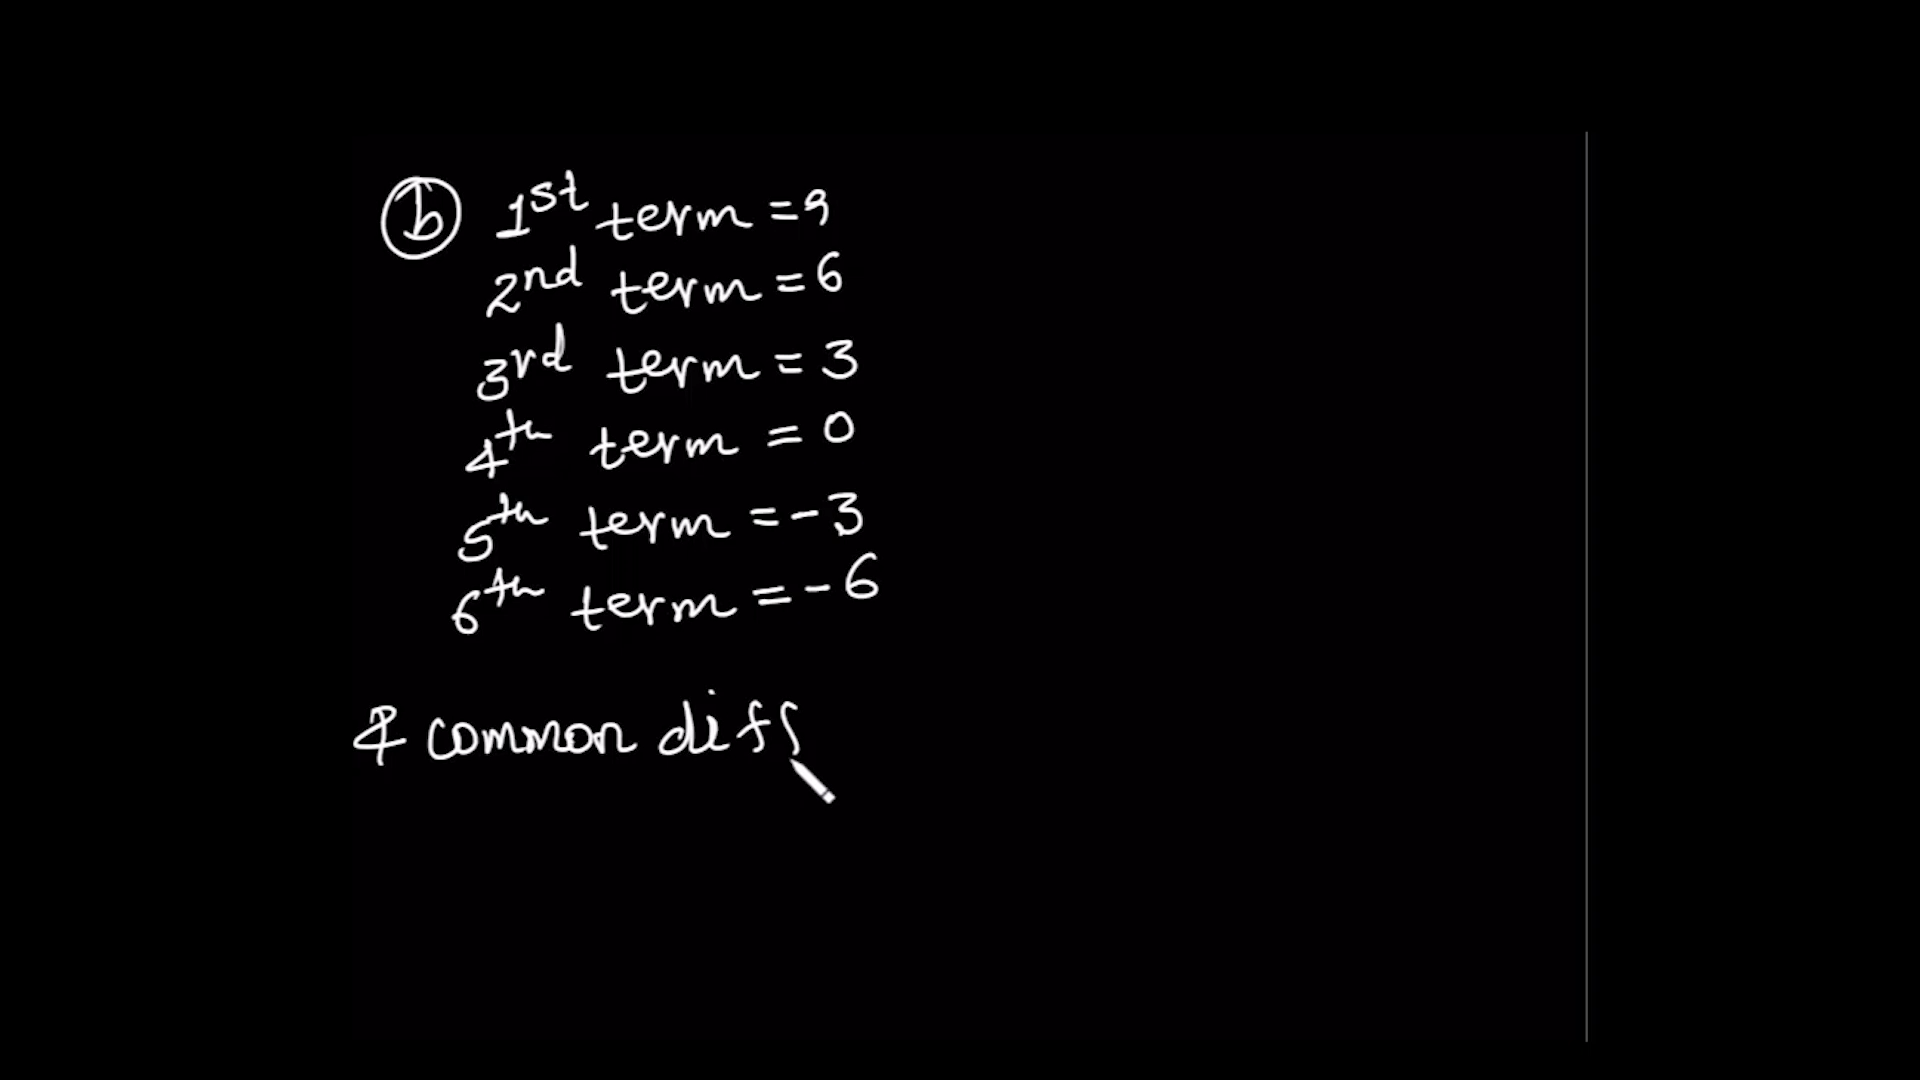 b 1st term = 9
2nd term = 6
3rd term = 3
4th term = 0
5th term = -3
6th term = -6
& common diff